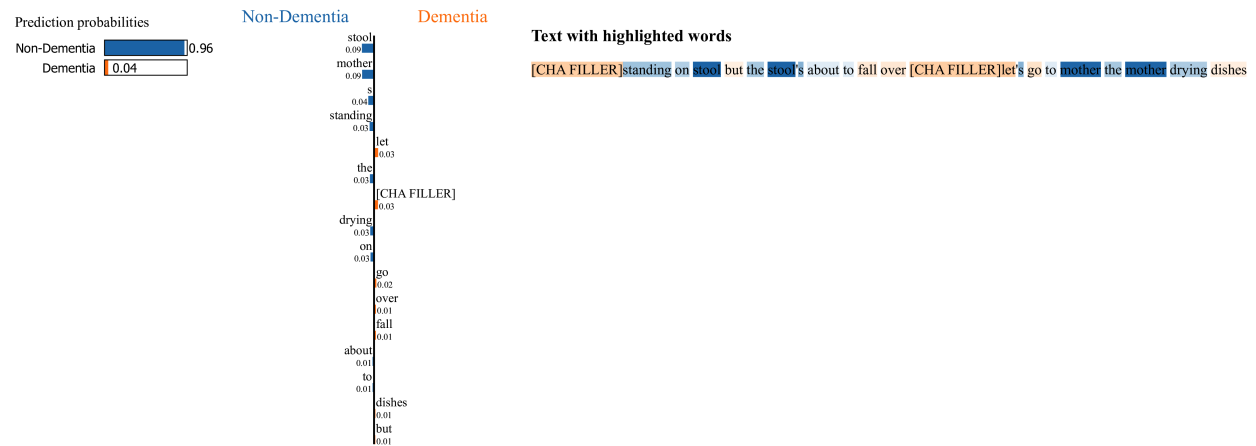 Prediction probabilities
Non-Dementia 0.96
Dementia 0.04
Non-Dementia Dementia
stool
0.09
mother
0.09
s
0.04
standing
0.03
let
0.03
the
0.03
[CHA FILLER]
0.03
drying
0.03
on
0.03
go
0.02
over
0.01
fall
0.01
about
0.01
to
0.01
dishes
0.01
but
0.01
Text with highlighted words
[CHA FILLER]standing on stool but the stool's about to fall over [CHA FILLER]let's go to mother the mother drying dishes